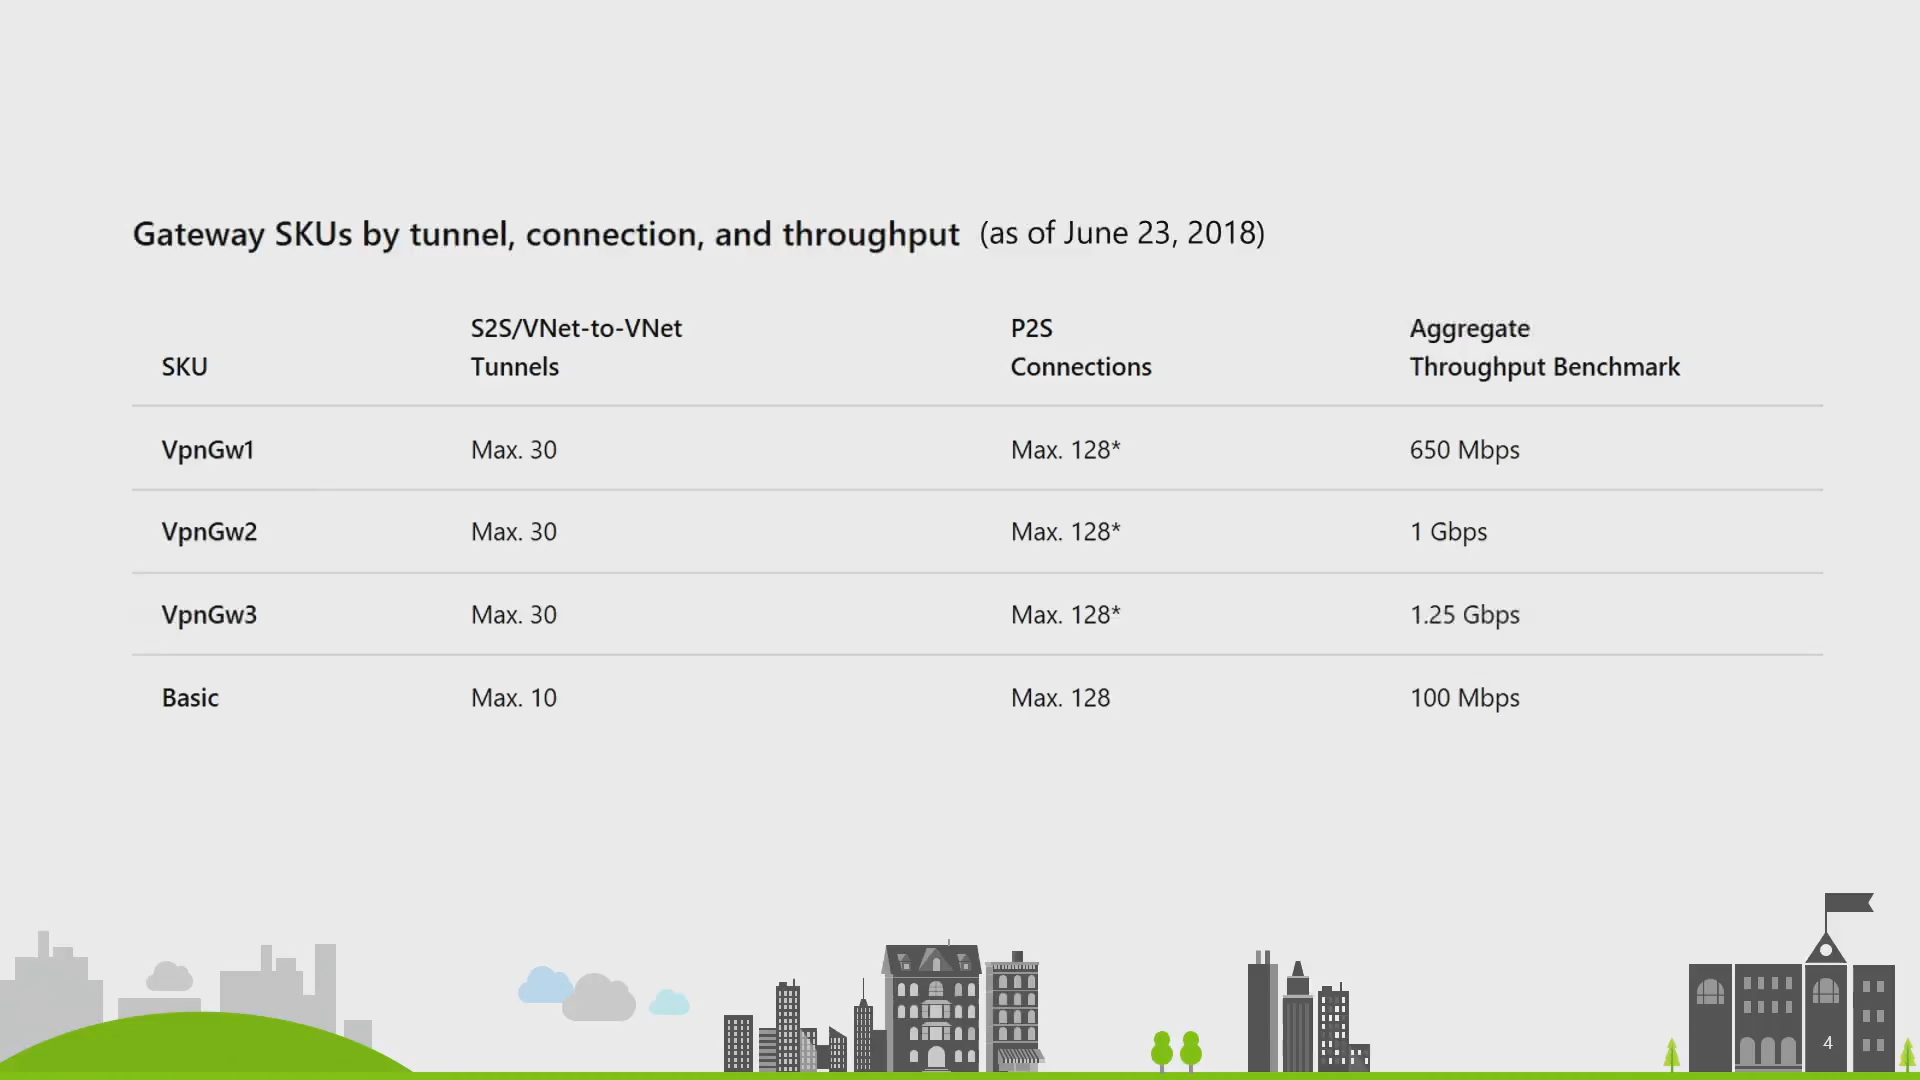 Gateway SKUs by tunnel, connection, and throughput (as of June 23, 2018)
SKU S2S/VNet-to-VNet Tunnels P2S Connections Aggregate Throughput Benchmark
VpnGw1 Max. 30 Max. 128* 650 Mbps
VpnGw2 Max. 30 Max. 128* 1 Gbps
VpnGw3 Max. 30 Max. 128* 1.25 Gbps
Basic Max. 10 Max. 128 100 Mbps
4